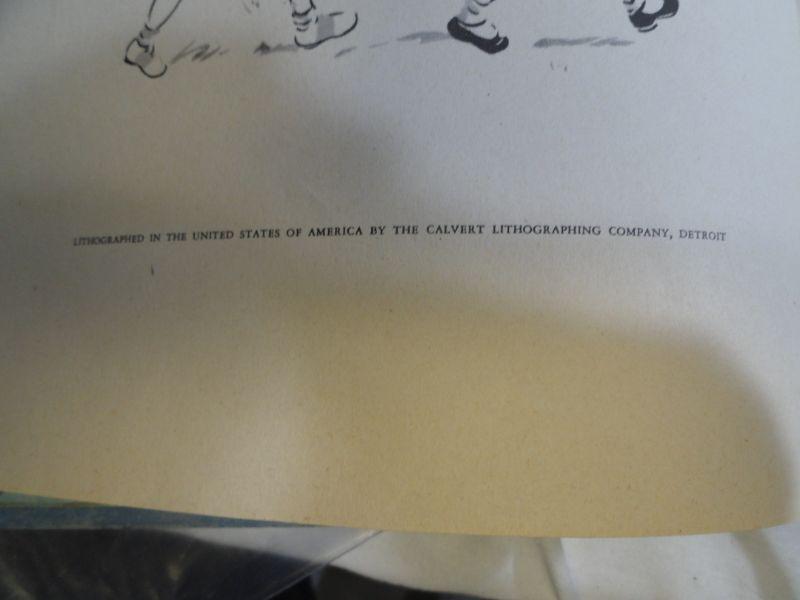 LITHOGRAPHED IN THE UNITED STATES OF AMERICA BY THE CALVERT LITHOGRAPHING COMPANY, DETROIT